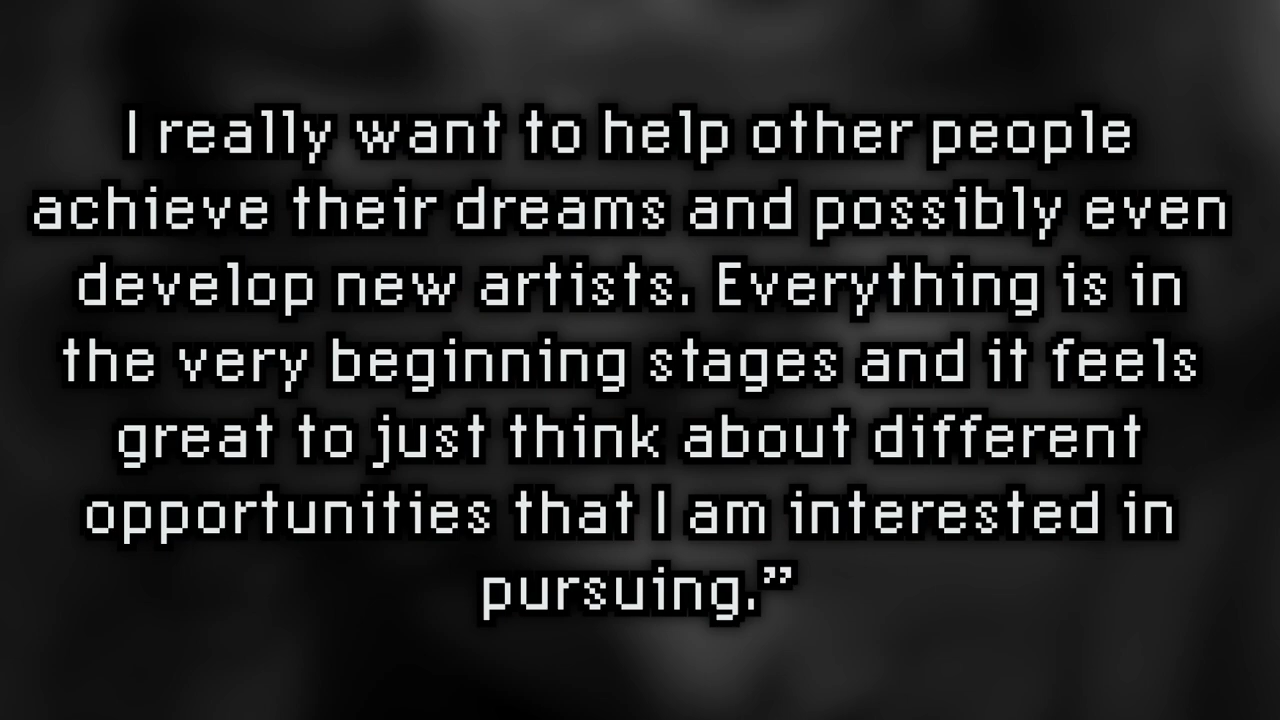 I really want to help other people
achieve their dreams and possibly even
develop new artists. Everything is in
the very beginning stages and it feels
great to just think about different
opportunities that I am interested in
pursuing.”